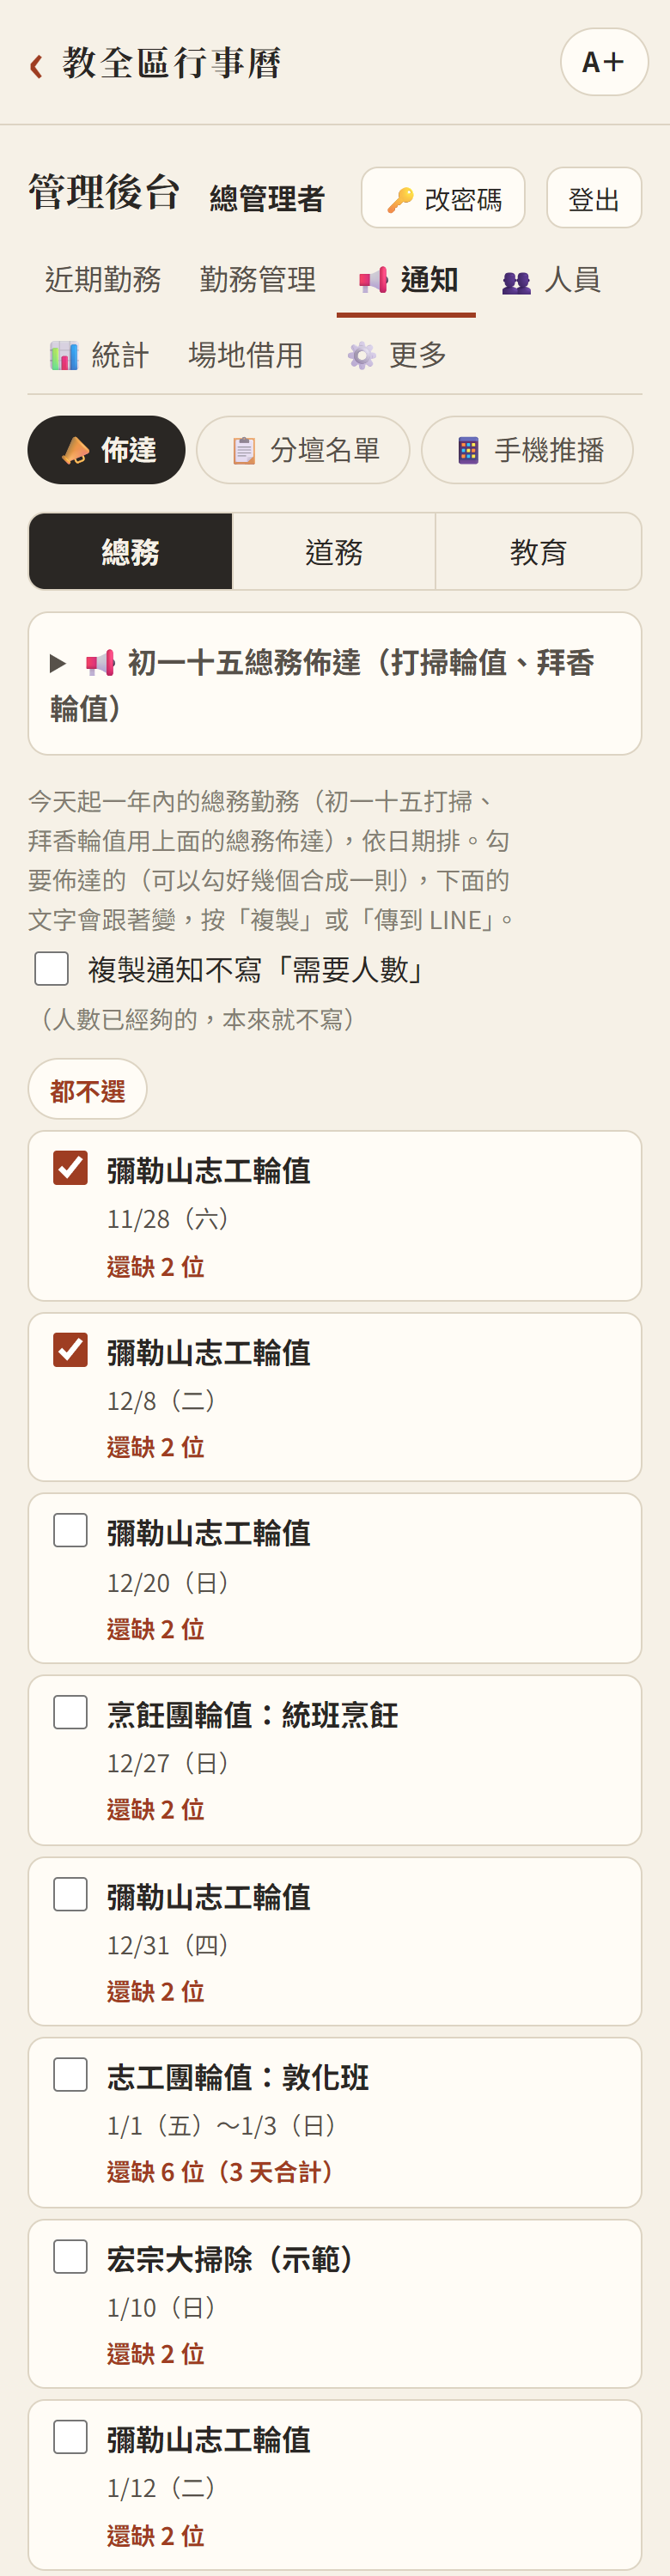 ‹ 教全區行事曆 A+
管理後台 總管理者 🔑 改密碼 登出
近期勤務 勤務管理 📢 通知 👥 人員
📊 統計 場地借用 ⚙️ 更多
📣 佈達 📋 分壇名單 📱 手機推播
總務 道務 教育
▶ 📢 初一十五總務佈達（打掃輪值、拜香
輪值）
今天起一年內的總務勤務（初一十五打掃、
拜香輪值用上面的總務佈達），依日期排。勾
要佈達的（可以勾好幾個合成一則），下面的
文字會跟著變，按「複製」或「傳到 LINE」。
複製通知不寫「需要人數」
（人數已經夠的，本來就不寫）
都不選
彌勒山志工輪值
11/28（六）
還缺 2 位
彌勒山志工輪值
12/8（二）
還缺 2 位
彌勒山志工輪值
12/20（日）
還缺 2 位
烹飪團輪值：統班烹飪
12/27（日）
還缺 2 位
彌勒山志工輪值
12/31（四）
還缺 2 位
志工團輪值：敦化班
1/1（五）～1/3（日）
還缺 6 位（3 天合計）
宏宗大掃除（示範）
1/10（日）
還缺 2 位
彌勒山志工輪值
1/12（二）
還缺 2 位